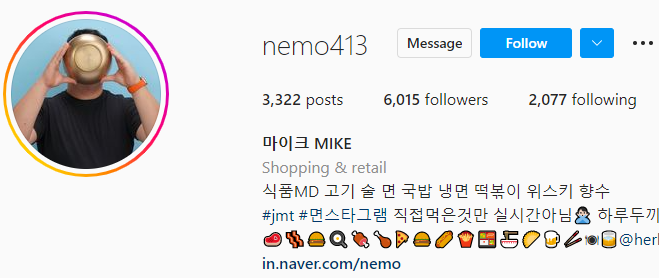 nemo413 Message Follow
3,322 posts 6,015 followers 2,077 following
마이크 MIKE
Shopping & retail
식품MD 고기 술 면 국밥 냉면 떡볶이 위스키 향수
#jmt #면스타그램 직접먹은것만 실시간아님🤦🏻‍♂️ 하루두끼
🥩🥓🍔🍳🍖🍗🍕🍔🌭🍟🍱🍜🥠🍺🥢🍽🥃@herl
in.naver.com/nemo